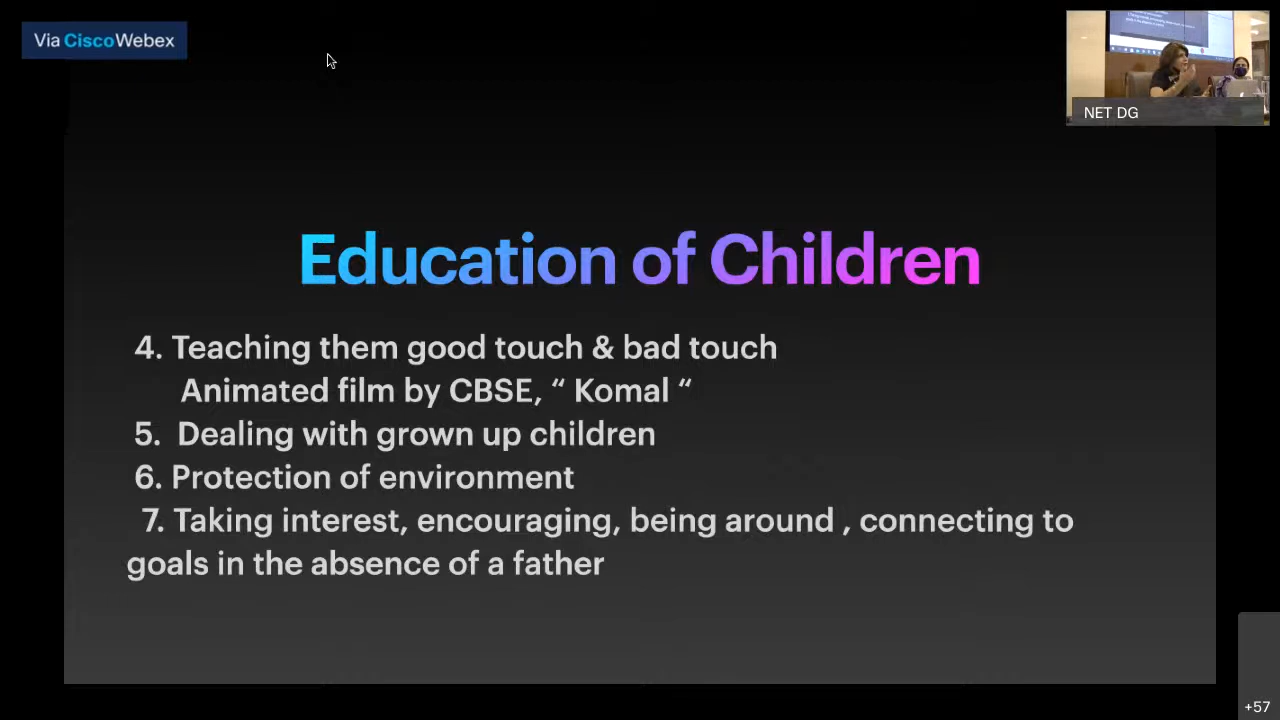 Via Cisco Webex
NET DG
Education of Children
4. Teaching them good touch & bad touch
Animated film by CBSE, “ Komal “
5. Dealing with grown up children
6. Protection of environment
7. Taking interest, encouraging, being around , connecting to
goals in the absence of a father
+57